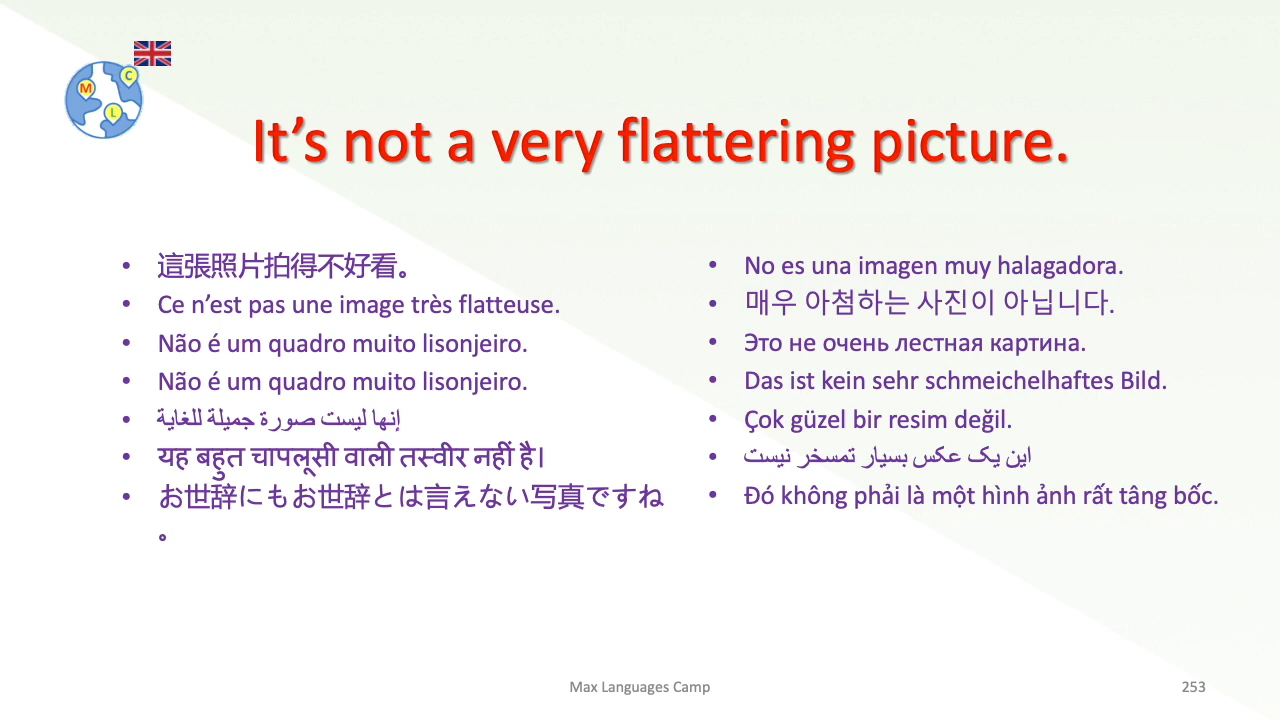 M
C
L
It’s not a very flattering picture.
這張照片拍得不好看。
Ce n’est pas une image très flatteuse.
Não é um quadro muito lisonjeiro.
Não é um quadro muito lisonjeiro.
إنها ليست صورة جميلة للغاية
यह बहुत चापलूसी वाली तस्वीर नहीं है।
お世辞にもお世辞とは言えない写真ですね
。
No es una imagen muy halagadora.
매우 아첨하는 사진이 아닙니다.
Это не очень лестная картина.
Das ist kein sehr schmeichelhaftes Bild.
Çok güzel bir resim değil.
این یک عکس بسیار تمسخر نیست
Đó không phải là một hình ảnh rất tâng bốc.
Max Languages Camp
253